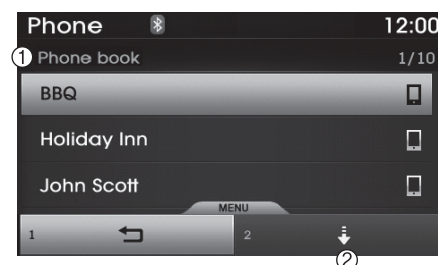 Phone 12:00
① Phone book 1/10
BBQ
Holiday Inn
John Scott
MENU
1 2
②